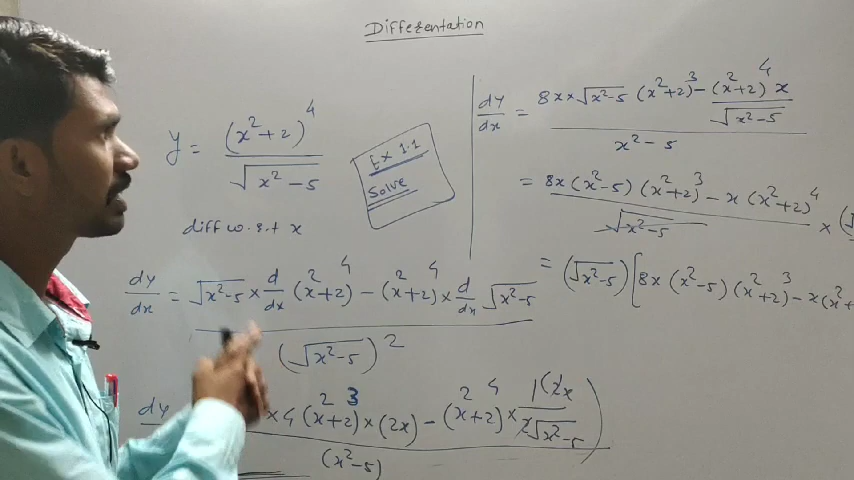 Differentation
y = (x²+2)⁴ / √x²-5
Ex 1.1
Solve
diff w.r.t x
dy/dx = √x²-5 × d/dx (x²+2)⁴ - (x²+2)⁴ × d/dx √x²-5 / (√x²-5)²
dy × 4 (x²+2)³ × (2x) - (x²+2)⁴ × 1(2x / 2√x²-5) / (x²-5)
dy/dx = 8x × √x²-5 (x²+2)³ - (x²+2)⁴ x / √x²-5 / x²-5
= 8x (x²-5) (x²+2)³ - x (x²+2)⁴ / √x²-5 × (√
= (√x²-5) [8x (x²-5) (x²+2)³ - x(x²+